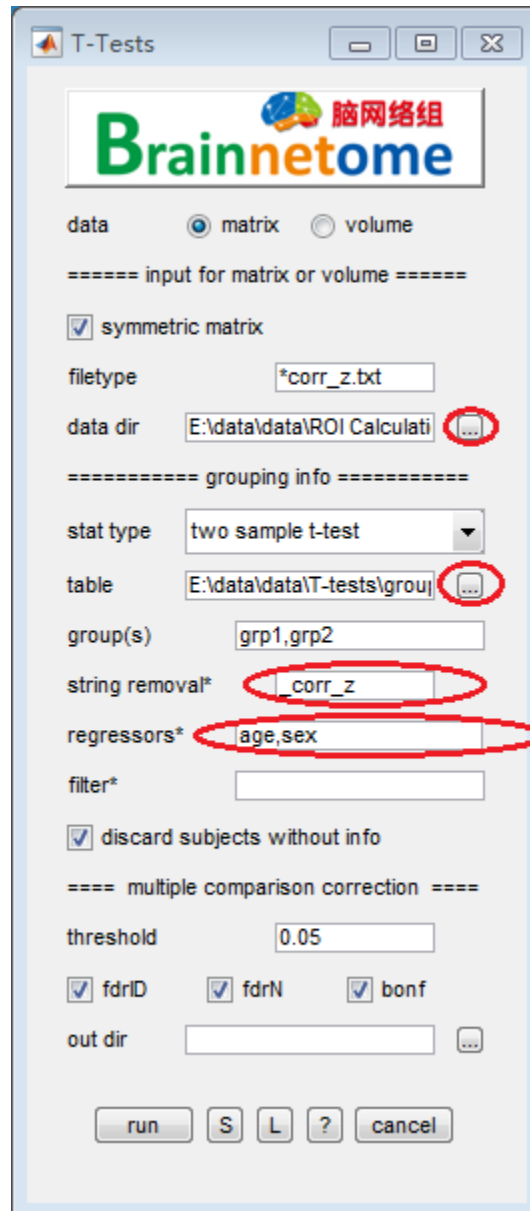 T-Tests
脑网络组
Brainnetome
data matrix volume
====== input for matrix or volume ======
symmetric matrix
filetype *corr_z.txt
data dir E:\data\data\ROI Calculati ...
=========== grouping info ===========
stat type two sample t-test
table E:\data\data\T-tests\group ...
group(s) grp1,grp2
string removal* _corr_z
regressors* age,sex
filter*
discard subjects without info
==== multiple comparison correction ====
threshold 0.05
fdrID fdrN bonf
out dir ...
run S L ? cancel